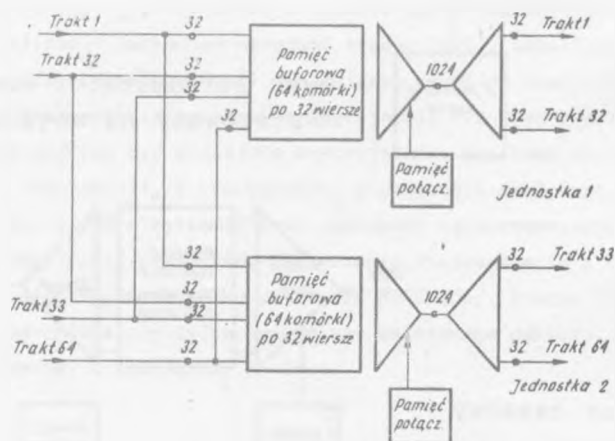 Trakt 1
32
Trakt 32
32
32
32
Pamięć
buforowa
(64 komórki)
po 32 wiersze
1024
32
Trakt 1
32
Trakt 32
Pamięć
połącz.
Jednostka 1
32
32
Trakt 33
32
Trakt 64
32
Pamięć
buforowa
(64 komórki)
po 32 wiersze
1024
32
Trakt 33
32
Trakt 64
Pamięć
połącz.
Jednostka 2